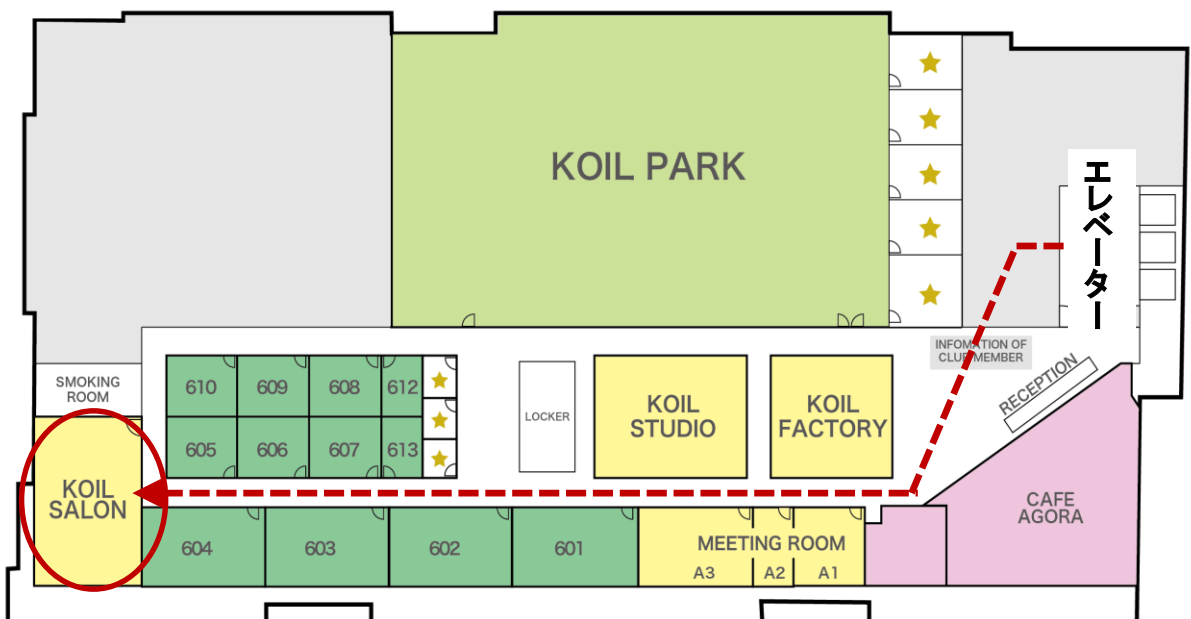 KOIL PARK
エレベーター
INFOMATION OF
CLUB MEMBER
RECEPTION
SMOKING
ROOM
610
609
608
612
605
606
607
613
LOCKER
KOIL
STUDIO
KOIL
FACTORY
KOIL
SALON
CAFE
AGORA
604
603
602
601
MEETING ROOM
A3
A2
A1